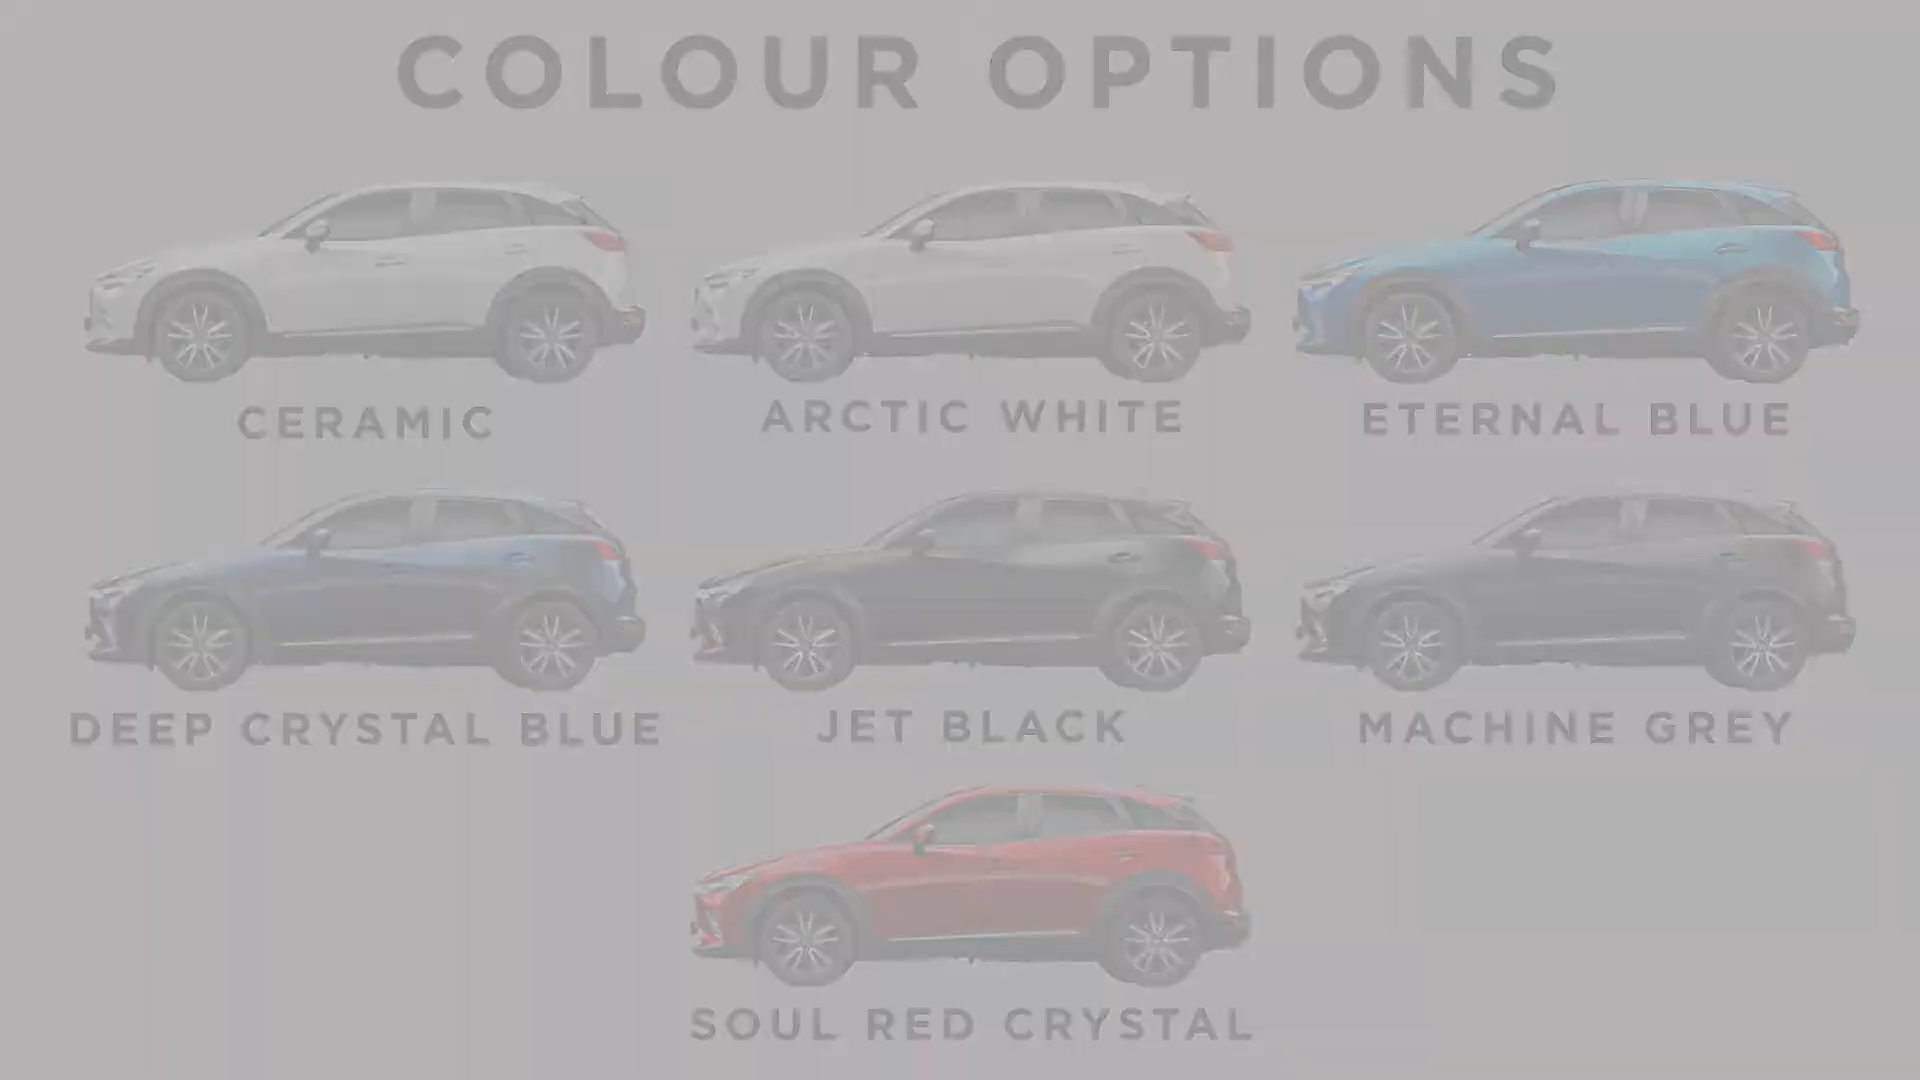 COLOUR OPTIONS
CERAMIC
ARCTIC WHITE
ETERNAL BLUE
DEEP CRYSTAL BLUE
JET BLACK
MACHINE GREY
SOUL RED CRYSTAL